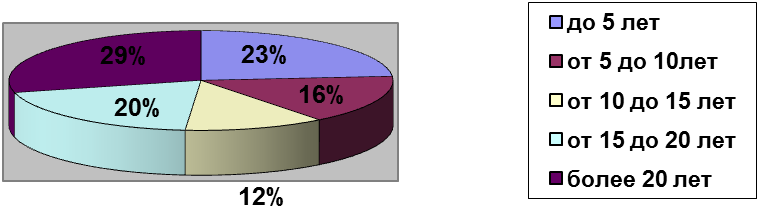 29%
23%
16%
20%
12%
до 5 лет
от 5 до 10лет
от 10 до 15 лет
от 15 до 20 лет
более 20 лет